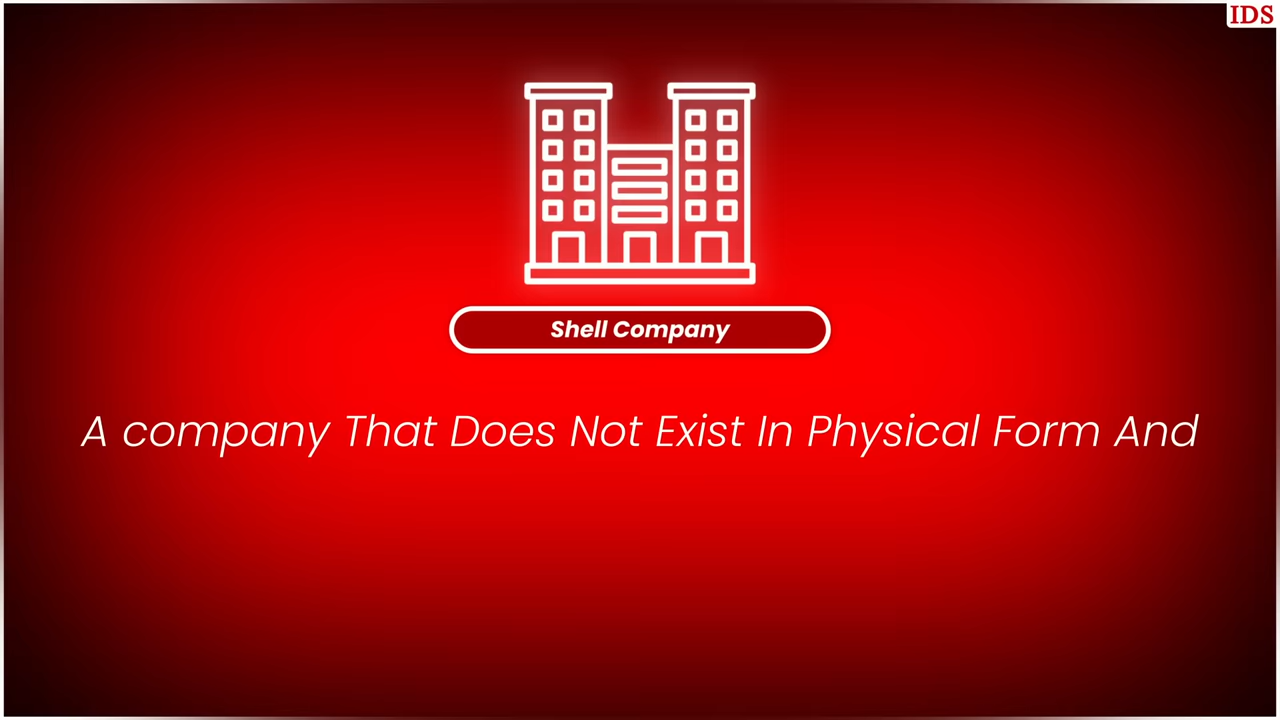 IDS
Shell Company
A company That Does Not Exist In Physical Form And